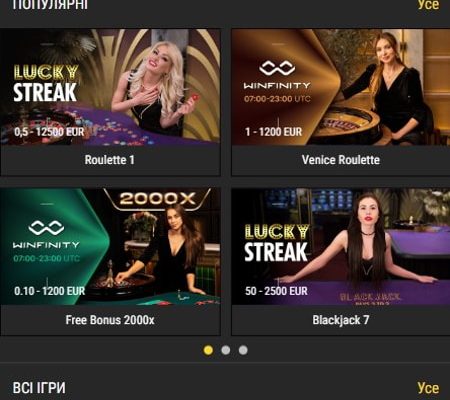 ПОПУЛЯРНІ
Усе
LUCKY
STREAK
0,5 - 12500 EUR
Roulette 1
WINFINITY
07:00-23:00 UTC
1 - 1200 EUR
Venice Roulette
2000X
WINFINITY
07:00-23:00 UTC
0.10 - 1200 EUR
Free Bonus 2000x
LUCKY
STREAK
50 - 2500 EUR
BLACK JACK
Blackjack 7
ВСІ ІГРИ
Усе